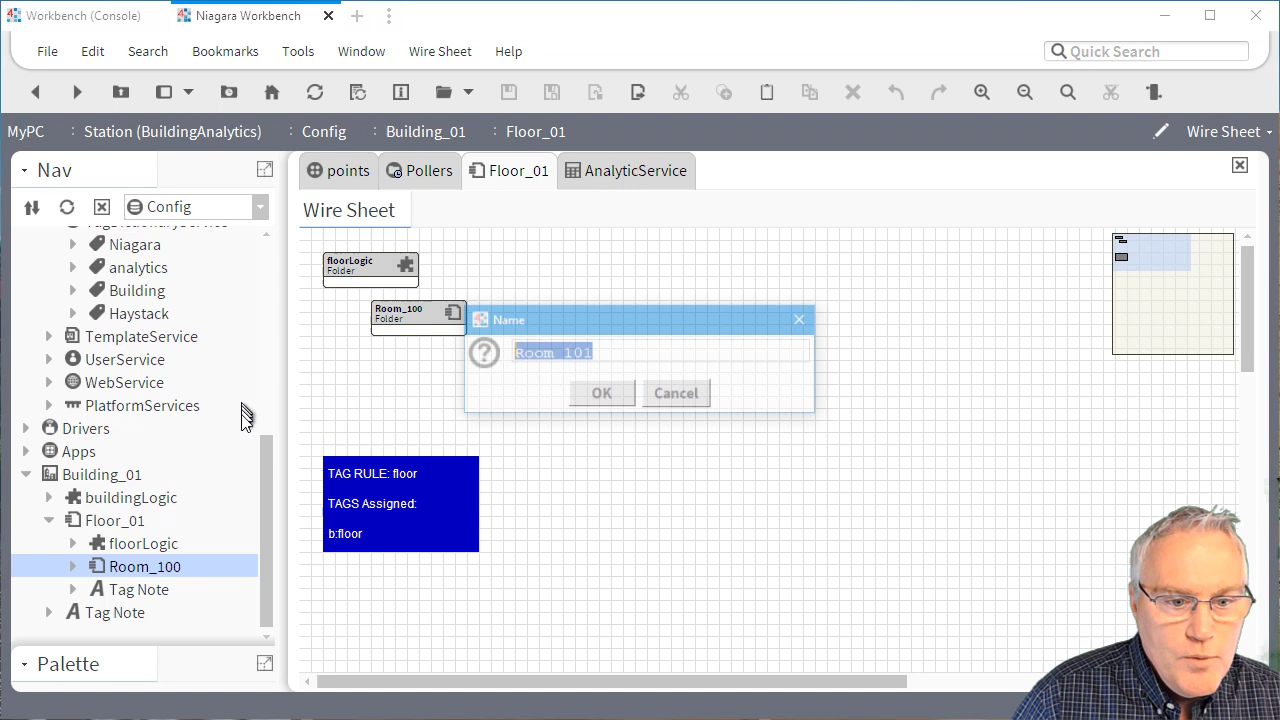 Workbench (Console)
Niagara Workbench
File Edit Search Bookmarks Tools Window Wire Sheet Help
Quick Search
MyPC : Station (BuildingAnalytics) : Config : Building_01 : Floor_01
Wire Sheet
Nav
points
Pollers
Floor_01
AnalyticService
Config
Wire Sheet
Niagara
analytics
Building
Haystack
TemplateService
UserService
WebService
PlatformServices
Drivers
Apps
Building_01
buildingLogic
Floor_01
floorLogic
Room_100
Tag Note
Tag Note
Palette
floorLogic
Folder
Room_100
Folder
Name
Room_101
OK
Cancel
TAG RULE: floor
TAGS Assigned:
b:floor